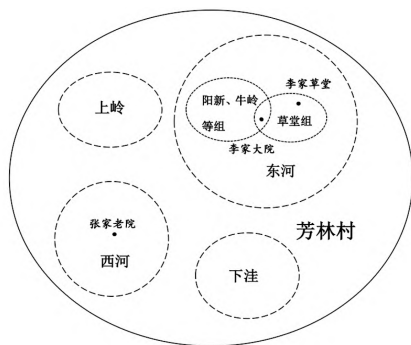 上岭
阳新、牛岭
等组
李家草堂
草堂组
李家大院
东河
张家老院
西河
芳林村
下洼